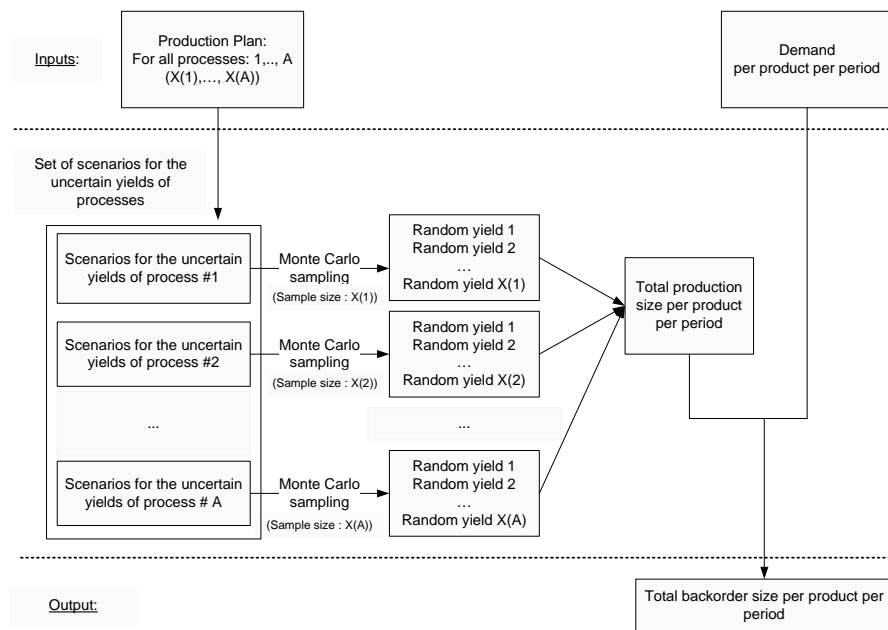 Inputs:
Production Plan:
For all processes: 1,.., A
(X(1),…, X(A))
Demand
per product per period
Set of scenarios for the
uncertain yields of
processes
Scenarios for the uncertain
yields of process #1
Monte Carlo
sampling
(Sample size : X(1))
Random yield 1
Random yield 2
…
Random yield X(1)
Total production
size per product
per period
Scenarios for the uncertain
yields of process #2
Monte Carlo
sampling
(Sample size : X(2))
Random yield 1
Random yield 2
…
Random yield X(2)
...
...
Scenarios for the uncertain
yields of process # A
Monte Carlo
sampling
(Sample size : X(A))
Random yield 1
Random yield 2
…
Random yield X(A)
Output:
Total backorder size per product per
period